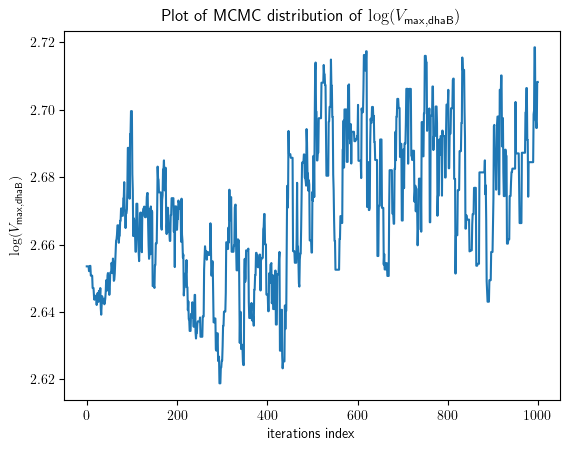 Plot of MCMC distribution of log(V_max,dhaB)
2.72
2.70
2.68
2.66
2.64
2.62
log(V_max,dhaB)
0 200 400 600 800 1000
iterations index